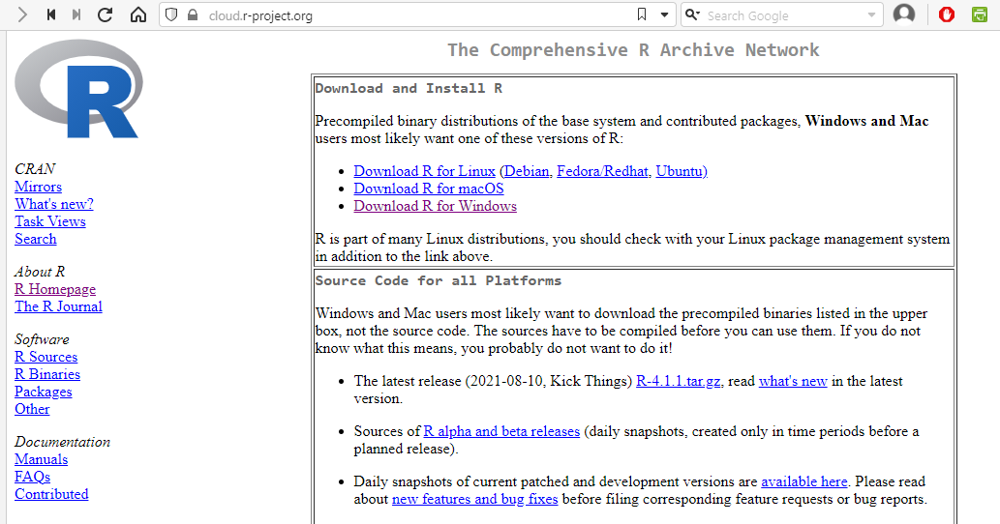 cloud.r-project.org
Search Google
R
CRAN
Mirrors
What's new?
Task Views
Search
About R
R Homepage
The R Journal
Software
R Sources
R Binaries
Packages
Other
Documentation
Manuals
FAQs
Contributed
The Comprehensive R Archive Network
Download and Install R
Precompiled binary distributions of the base system and contributed packages, Windows and Mac
users most likely want one of these versions of R:
• Download R for Linux (Debian, Fedora/Redhat, Ubuntu)
• Download R for macOS
• Download R for Windows
R is part of many Linux distributions, you should check with your Linux package management system
in addition to the link above.
Source Code for all Platforms
Windows and Mac users most likely want to download the precompiled binaries listed in the upper
box, not the source code. The sources have to be compiled before you can use them. If you do not
know what this means, you probably do not want to do it!
• The latest release (2021-08-10, Kick Things) R-4.1.1.tar.gz, read what's new in the latest
version.
• Sources of R alpha and beta releases (daily snapshots, created only in time periods before a
planned release).
• Daily snapshots of current patched and development versions are available here. Please read
about new features and bug fixes before filing corresponding feature requests or bug reports.